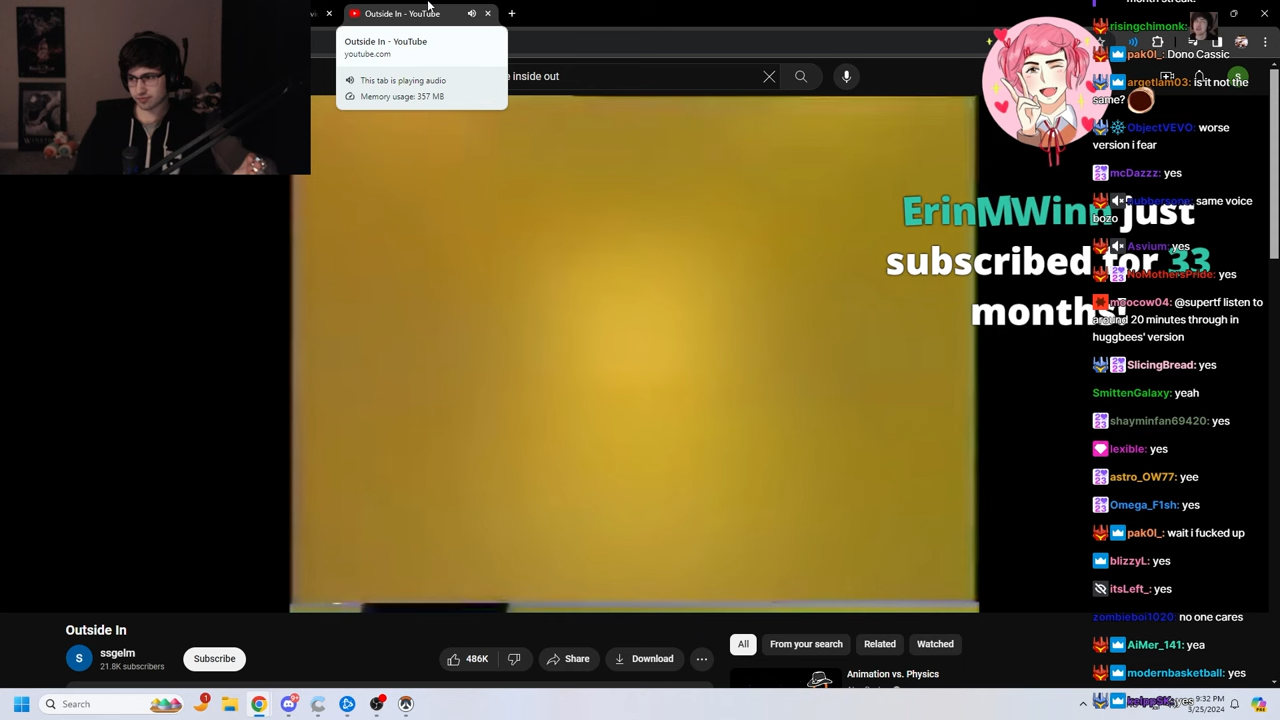 Outside In - YouTube
Outside In - YouTube
youtube.com
This tab is playing audio
Memory usage: 357 MB
inside out
ErinMWinn just
subscribed for 33
months!
month streak.
risingchimonk:
pak0l_: Dono Classic
argetlam03: is it not the
same?
ObjectVEVO: worse
version i fear
mcDazzz: yes
same voice
bozo
Asvium: yes
NoMothersPride: yes
moocow04: @supertf listen to
around 20 minutes through in
huggbees' version
SlicingBread: yes
SmittenGalaxy: yeah
shayminfan69420: yes
lexible: yes
astro_OW77: yee
Omega_F1sh: yes
pak0l_: wait i fucked up
blizzyL: yes
itsLeft_: yes
zombieboi1020: no one cares
AiMer_141: yea
modernbasketball: yes
yes
Outside In
S
ssgelm
21.8K subscribers
Subscribe
486K
Share
Download
All
From your search
Related
Watched
Animation vs. Physics
Search
9:32 PM
3/25/2024